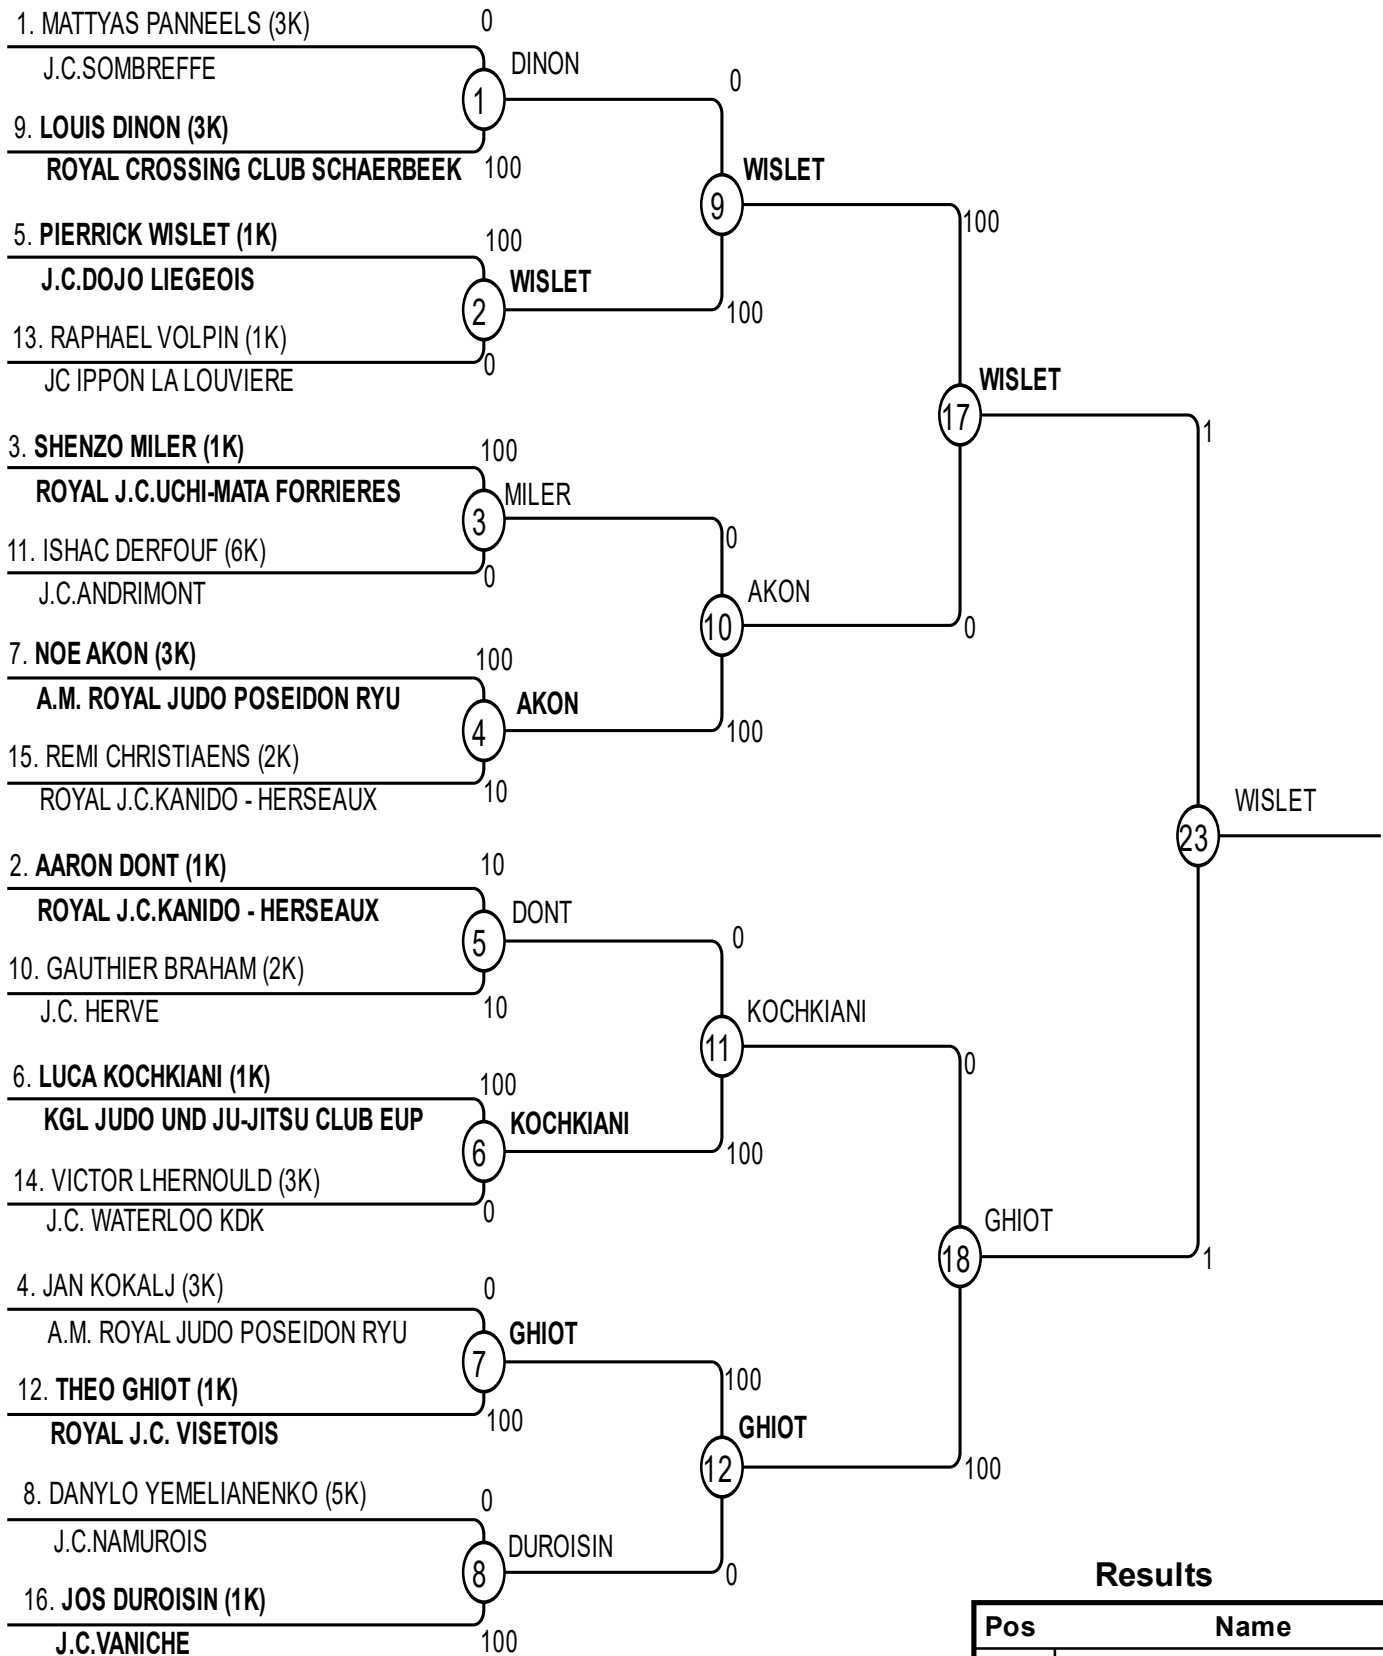 1. MATTYAS PANNEELS (3K)
0
J.C.SOMBREFFE
1
DINON
9. LOUIS DINON (3K)
ROYAL CROSSING CLUB SCHAERBEEK
100
0
9
WISLET
100
5. PIERRICK WISLET (1K)
100
J.C.DOJO LIEGEOIS
2
WISLET
100
13. RAPHAEL VOLPIN (1K)
0
JC IPPON LA LOUVIERE
17
WISLET
1
3. SHENZO MILER (1K)
100
ROYAL J.C.UCHI-MATA FORRIERES
3
MILER
0
11. ISHAC DERFOUF (6K)
0
J.C.ANDRIMONT
10
AKON
0
7. NOE AKON (3K)
100
A.M. ROYAL JUDO POSEIDON RYU
4
AKON
100
15. REMI CHRISTIAENS (2K)
10
ROYAL J.C.KANIDO - HERSEAUX
23
WISLET
2. AARON DONT (1K)
10
ROYAL J.C.KANIDO - HERSEAUX
5
DONT
0
10. GAUTHIER BRAHAM (2K)
10
J.C. HERVE
11
KOCHKIANI
0
6. LUCA KOCHKIANI (1K)
100
KGL JUDO UND JU-JITSU CLUB EUP
6
KOCHKIANI
100
14. VICTOR LHERNOULD (3K)
0
J.C. WATERLOO KDK
18
GHIOT
1
4. JAN KOKALJ (3K)
0
A.M. ROYAL JUDO POSEIDON RYU
7
GHIOT
100
12. THEO GHIOT (1K)
100
ROYAL J.C. VISETOIS
12
GHIOT
100
8. DANYLO YEMELIANENKO (5K)
0
J.C.NAMUROIS
8
DUROISIN
0
16. JOS DUROISIN (1K)
100
J.C.VANICHE
Results
Pos Name